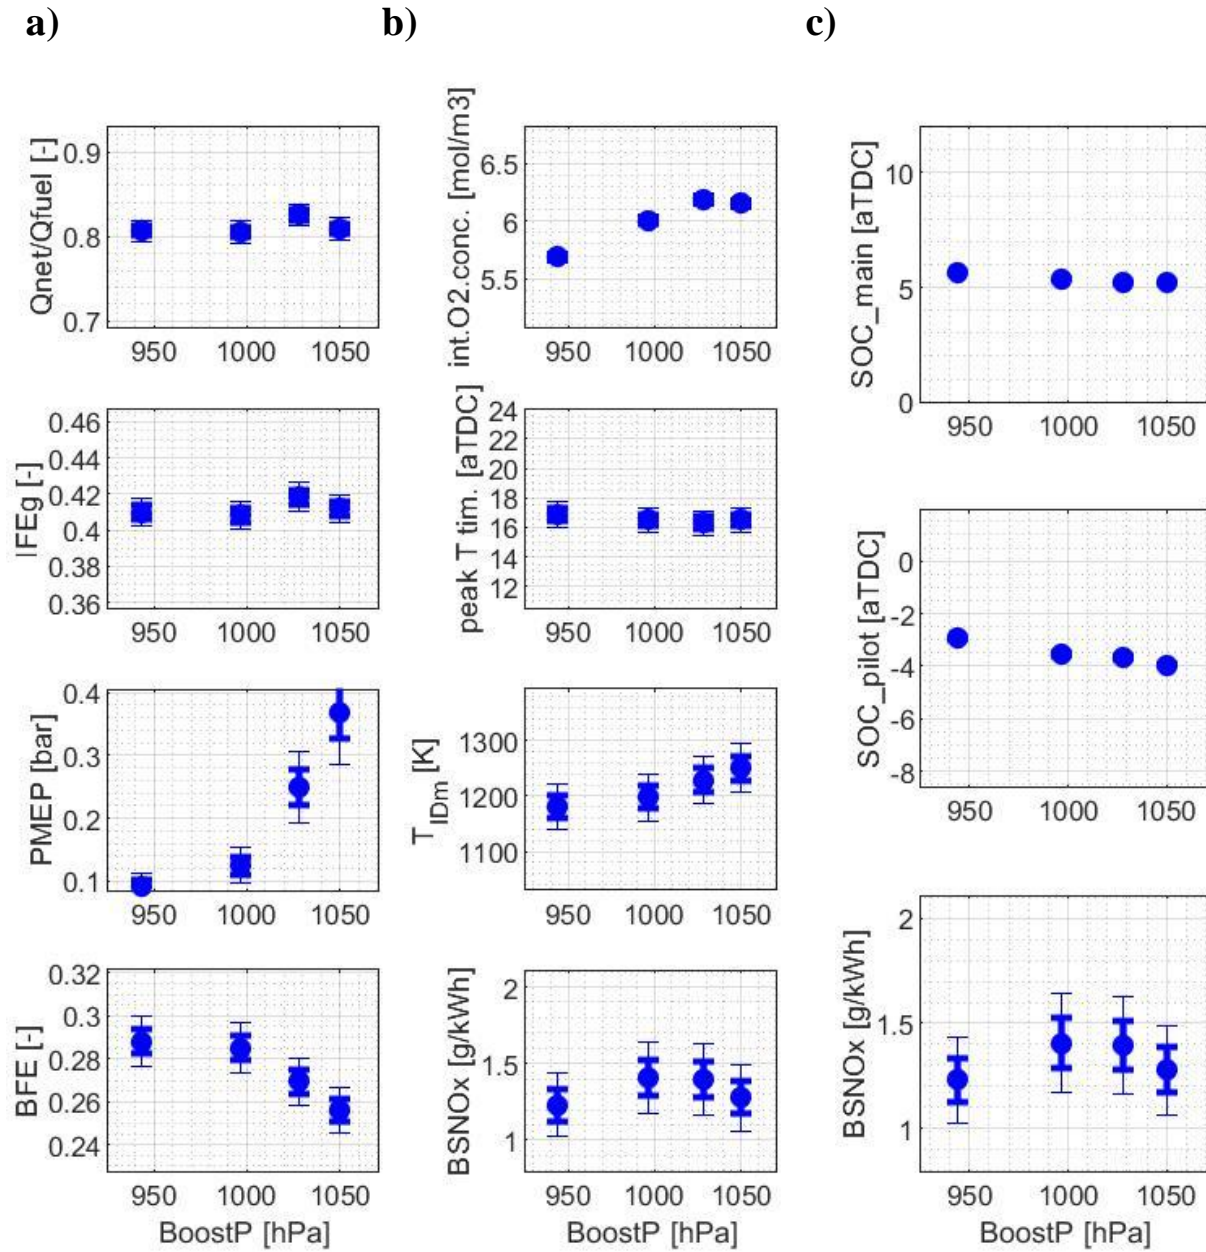 a)
b)
c)
Qnet/Qfuel [-]
0.9
0.8
0.7
950 1000 1050
IFEg [-]
0.46
0.44
0.42
0.4
0.38
0.36
950 1000 1050
PMEP [bar]
0.4
0.3
0.2
0.1
950 1000 1050
BFE [-]
0.32
0.3
0.28
0.26
0.24
950 1000 1050
BoostP [hPa]
int.O2.conc. [mol/m3]
6.5
6
5.5
950 1000 1050
peak T tim. [aTDC]
24
22
20
18
16
14
12
950 1000 1050
T_IDm [K]
1300
1200
1100
950 1000 1050
BSNOx [g/kWh]
2
1.5
1
950 1000 1050
BoostP [hPa]
SOC_main [aTDC]
10
5
0
950 1000 1050
SOC_pilot [aTDC]
0
-2
-4
-6
-8
950 1000 1050
BSNOx [g/kWh]
2
1.5
1
950 1000 1050
BoostP [hPa]